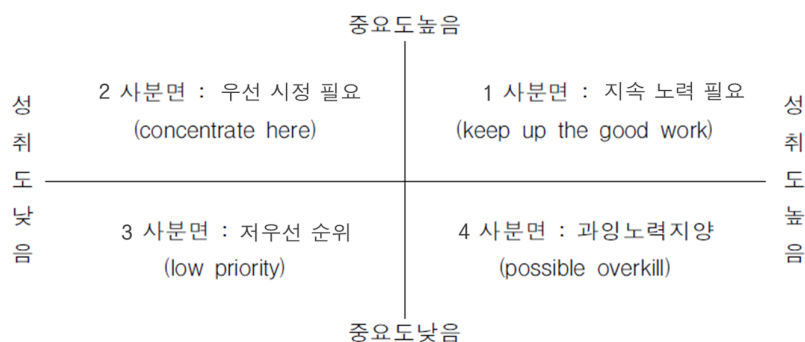 중요도높음
2 사분면 : 우선 시정 필요
(concentrate here)
1 사분면 : 지속 노력 필요
(keep up the good work)
성취도낮음
성취도높음
3 사분면 : 저우선 순위
(low priority)
4 사분면 : 과잉노력지양
(possible overkill)
중요도낮음